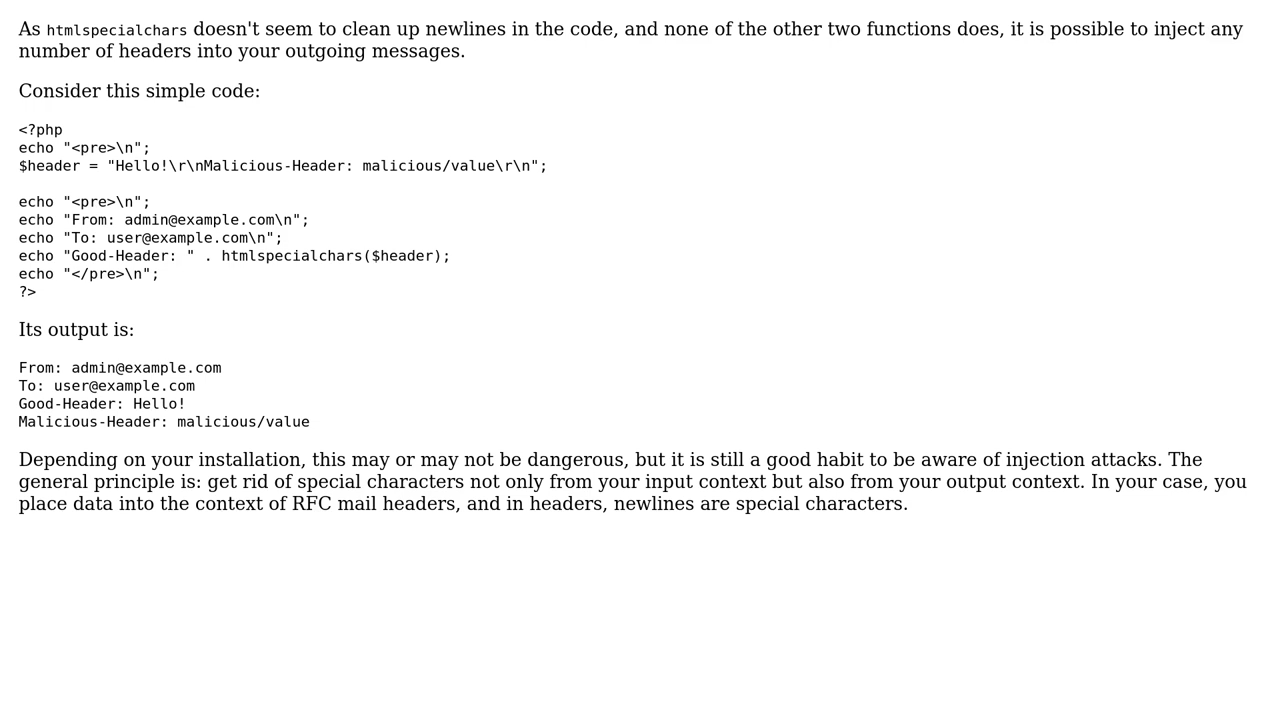 As htmlspecialchars doesn't seem to clean up newlines in the code, and none of the other two functions does, it is possible to inject any
number of headers into your outgoing messages.
Consider this simple code:
<?php
echo "<pre>\n";
$header = "Hello!\r\nMalicious-Header: malicious/value\r\n";
echo "<pre>\n";
echo "From: admin@example.com\n";
echo "To: user@example.com\n";
echo "Good-Header: " . htmlspecialchars($header);
echo "</pre>\n";
?>
Its output is:
From: admin@example.com
To: user@example.com
Good-Header: Hello!
Malicious-Header: malicious/value
Depending on your installation, this may or may not be dangerous, but it is still a good habit to be aware of injection attacks. The
general principle is: get rid of special characters not only from your input context but also from your output context. In your case, you
place data into the context of RFC mail headers, and in headers, newlines are special characters.